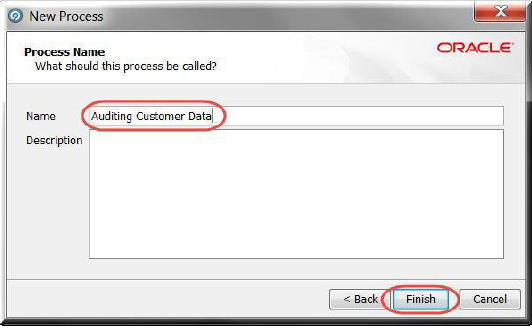 New Process
Process Name
What should this process be called?
ORACLE
Name
Auditing Customer Data
Description
< Back
Finish
Cancel